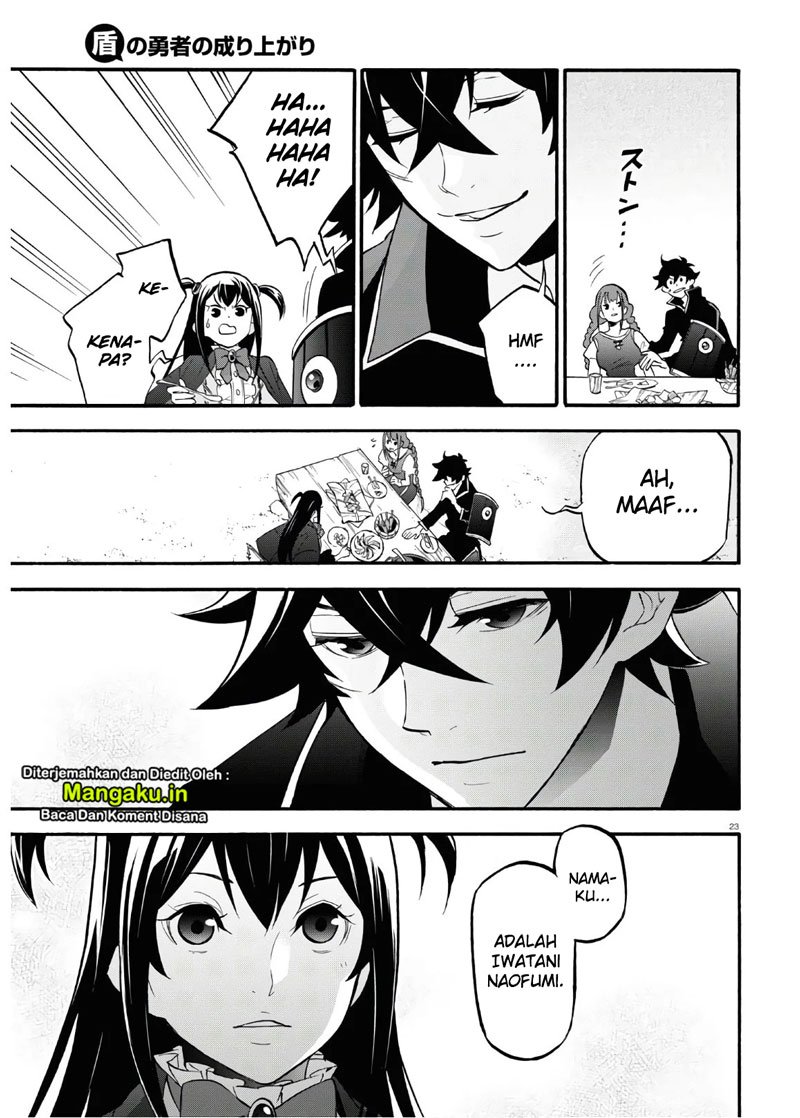 盾の勇者の成り上がり
ストン…
HMF
....
HA...
HAHA
HAHA
HA!
KE-
KENA-
PA?
AH,
MAAF...
Diterjemahkan dan Diedit Oleh :
Mangaku.in
Baca Dan Koment Disana
23
NAMA-
KU...
ADALAH
IWATANI
NAOFUMI.